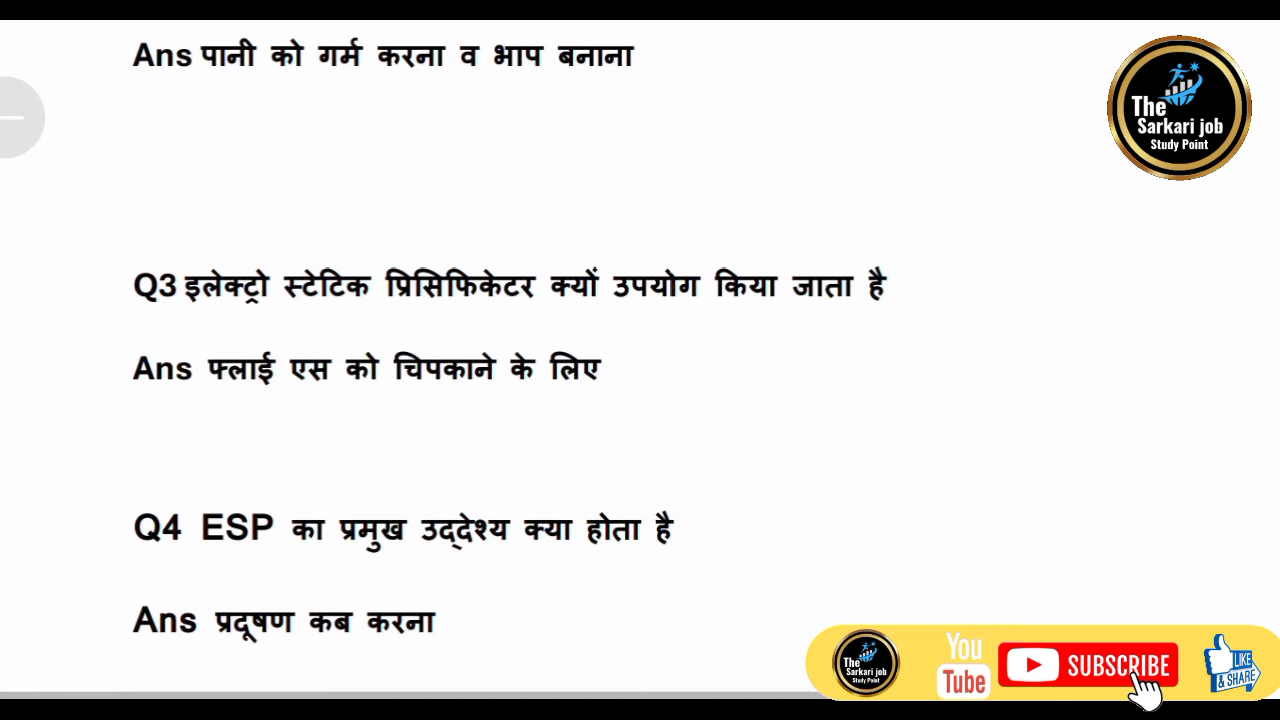 Ans पानी को गर्म करना व भाप बनाना
The
Sarkari job
Study Point
Q3 इलेक्ट्रो स्टेटिक प्रिसिफिकेटर क्यों उपयोग किया जाता है
Ans फ्लाई एस को चिपकाने के लिए
Q4 ESP का प्रमुख उद्देश्य क्या होता है
Ans प्रदूषण कब करना
The
Sarkari job
Study Point
You
Tube
SUBSCRIBE
LIKE
& SHARE